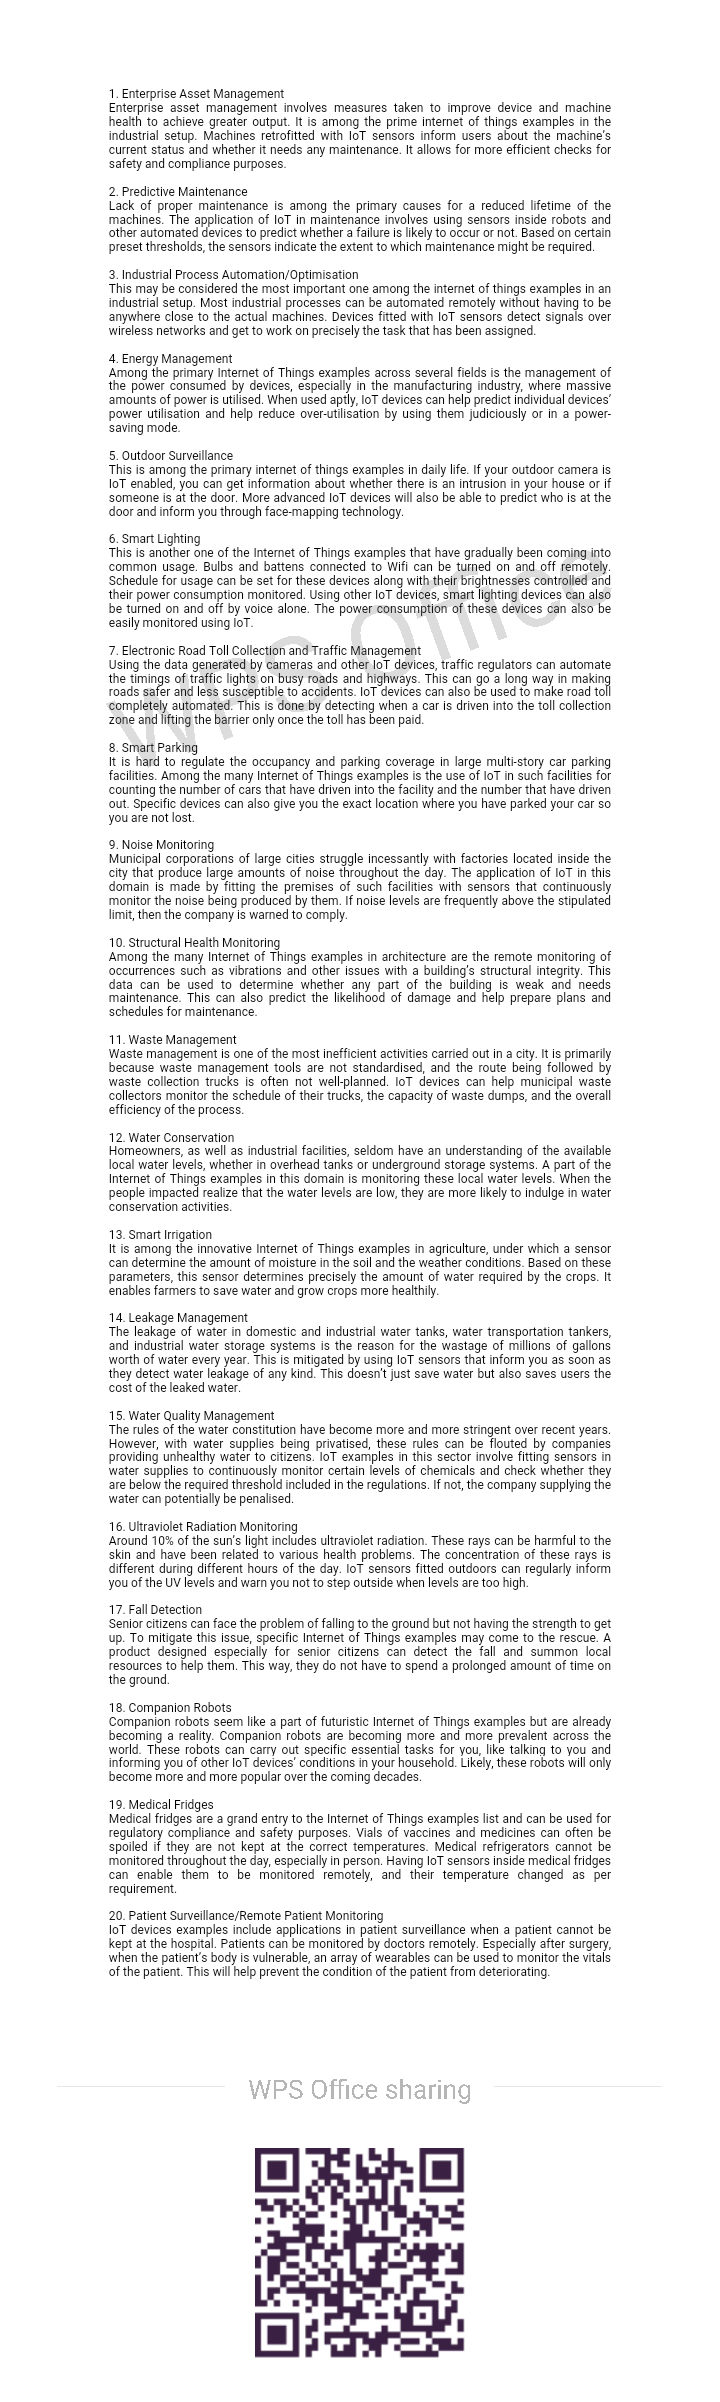 1. Enterprise Asset Management
Enterprise asset management involves measures taken to improve device and machine
health to achieve greater output. It is among the prime internet of things examples in the
industrial setup. Machines retrofitted with IoT sensors inform users about the machine’s
current status and whether it needs any maintenance. It allows for more efficient checks for
safety and compliance purposes.
2. Predictive Maintenance
Lack of proper maintenance is among the primary causes for a reduced lifetime of the
machines. The application of IoT in maintenance involves using sensors inside robots and
other automated devices to predict whether a failure is likely to occur or not. Based on certain
preset thresholds, the sensors indicate the extent to which maintenance might be required.
3. Industrial Process Automation/Optimisation
This may be considered the most important one among the internet of things examples in an
industrial setup. Most industrial processes can be automated remotely without having to be
anywhere close to the actual machines. Devices fitted with IoT sensors detect signals over
wireless networks and get to work on precisely the task that has been assigned.
4. Energy Management
Among the primary Internet of Things examples across several fields is the management of
the power consumed by devices, especially in the manufacturing industry, where massive
amounts of power is utilised. When used aptly, IoT devices can help predict individual devices’
power utilisation and help reduce over-utilisation by using them judiciously or in a power-
saving mode.
5. Outdoor Surveillance
This is among the primary internet of things examples in daily life. If your outdoor camera is
IoT enabled, you can get information about whether there is an intrusion in your house or if
someone is at the door. More advanced IoT devices will also be able to predict who is at the
door and inform you through face-mapping technology.
6. Smart Lighting
This is another one of the Internet of Things examples that have gradually been coming into
common usage. Bulbs and battens connected to Wifi can be turned on and off remotely.
Schedule for usage can be set for these devices along with their brightness controlled and
their power consumption monitored. Using other IoT devices, smart lighting devices can also
be turned on and off by voice alone. The power consumption of these devices can also be
easily monitored using IoT.
7. Electronic Road Toll Collection and Traffic Management
Using the data generated by cameras and other IoT devices, traffic regulators can automate
the timings of traffic lights on busy roads and highways. This can go a long way in making
roads safer and less susceptible to accidents. IoT devices can also be used to make road toll
completely automated. This is done by detecting when a car is driven into the toll collection
zone and lifting the barrier only once the toll has been paid.
8. Smart Parking
It is hard to regulate the occupancy and parking coverage in large multi-story car parking
facilities. Among the many Internet of Things examples is the use of IoT in such facilities for
counting the number of cars that have driven into the facility and the number that have driven
out. Specific devices can also give you the exact location where you have parked your car so
you are not lost.
9. Noise Monitoring
Municipal corporations of large cities struggle incessantly with factories located inside the
city that produce large amounts of noise throughout the day. The application of IoT in this
domain is made by fitting the premises of such facilities with sensors that continuously
monitor the noise being produced by them. If noise levels are frequently above the stipulated
limit, then the company is warned to comply.
10. Structural Health Monitoring
Among the many Internet of Things examples in architecture are the remote monitoring of
occurrences such as vibrations and other issues with a building’s structural integrity. This
data can be used to determine whether any part of the building is weak and needs
maintenance. This can also predict the likelihood of damage and help prepare plans and
schedules for maintenance.
11. Waste Management
Waste management is one of the most inefficient activities carried out in a city. It is primarily
because waste management tools are not standardised, and the route being followed by
waste collection trucks is often not well-planned. IoT devices can help municipal waste
collectors monitor the schedule of their trucks, the capacity of waste dumps, and the overall
efficiency of the process.
12. Water Conservation
Homeowners, as well as industrial facilities, seldom have an understanding of the available
local water levels, whether in overhead tanks or underground storage systems. A part of the
Internet of Things examples in this domain is monitoring these local water levels. When the
people impacted realize that the water levels are low, they are more likely to indulge in water
conservation activities.
13. Smart Irrigation
It is among the innovative Internet of Things examples in agriculture, under which a sensor
can determine the amount of moisture in the soil and the weather conditions. Based on these
parameters, this sensor determines precisely the amount of water required by the crops. It
enables farmers to save water and grow crops more healthily.
14. Leakage Management
The leakage of water in domestic and industrial water tanks, water transportation tankers,
and industrial water storage systems is the reason for the wastage of millions of gallons
worth of water every year. This is mitigated by using IoT sensors that inform you as soon as
they detect water leakage of any kind. This doesn’t just save water but also saves users the
cost of the leaked water.
15. Water Quality Management
The rules of the water constitution have become more and more stringent over recent years.
However, with water supplies being privatised, these rules can be flouted by companies
providing unhealthy water to citizens. IoT examples in this sector involve fitting sensors in
water supplies to continuously monitor certain levels of chemicals and check whether they
are below the required threshold included in the regulations. If not, the company supplying the
water can potentially be penalised.
16. Ultraviolet Radiation Monitoring
Around 10% of the sun’s light includes ultraviolet radiation. These rays can be harmful to the
skin and have been related to various health problems. The concentration of these rays is
different during different hours of the day. IoT sensors fitted outdoors can regularly inform
you of the UV levels and warn you not to step outside when levels are too high.
17. Fall Detection
Senior citizens can face the problem of falling to the ground but not having the strength to get
up. To mitigate this issue, specific Internet of Things examples may come to the rescue. A
product designed especially for senior citizens can detect the fall and summon local
resources to help them. This way, they do not have to spend a prolonged amount of time on
the ground.
18. Companion Robots
Companion robots seem like a part of futuristic Internet of Things examples but are already
becoming a reality. Companion robots are becoming more and more prevalent across the
world. These robots can carry out specific essential tasks for you, like talking to you and
informing you of other IoT devices’ conditions in your household. Likely, these robots will only
become more and more popular over the coming decades.
19. Medical Fridges
Medical fridges are a grand entry to the Internet of Things examples list and can be used for
regulatory compliance and safety purposes. Vials of vaccines and medicines can often be
spoiled if they are not kept at the correct temperatures. Medical refrigerators cannot be
monitored throughout the day, especially in person. Having IoT sensors inside medical fridges
can enable them to be monitored remotely, and their temperature changed as per
requirement.
20. Patient Surveillance/Remote Patient Monitoring
IoT devices examples include applications in patient surveillance when a patient cannot be
kept at the hospital. Patients can be monitored by doctors remotely. Especially after surgery,
when the patient’s body is vulnerable, an array of wearables can be used to monitor the vitals
of the patient. This will help prevent the condition of the patient from deteriorating.
WPS Office
WPS Office sharing